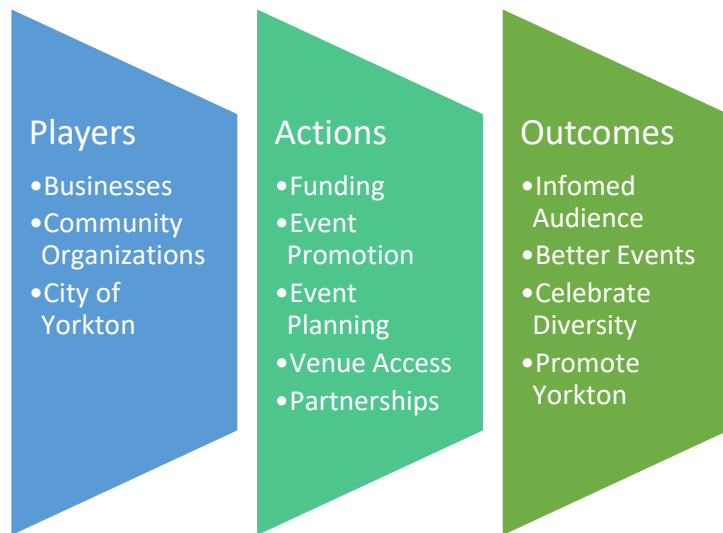 Players
•Businesses
•Community
Organizations
•City of
Yorkton
Actions
•Funding
•Event
Promotion
•Event
Planning
•Venue Access
•Partnerships
Outcomes
•Infomed
Audience
•Better Events
•Celebrate
Diversity
•Promote
Yorkton